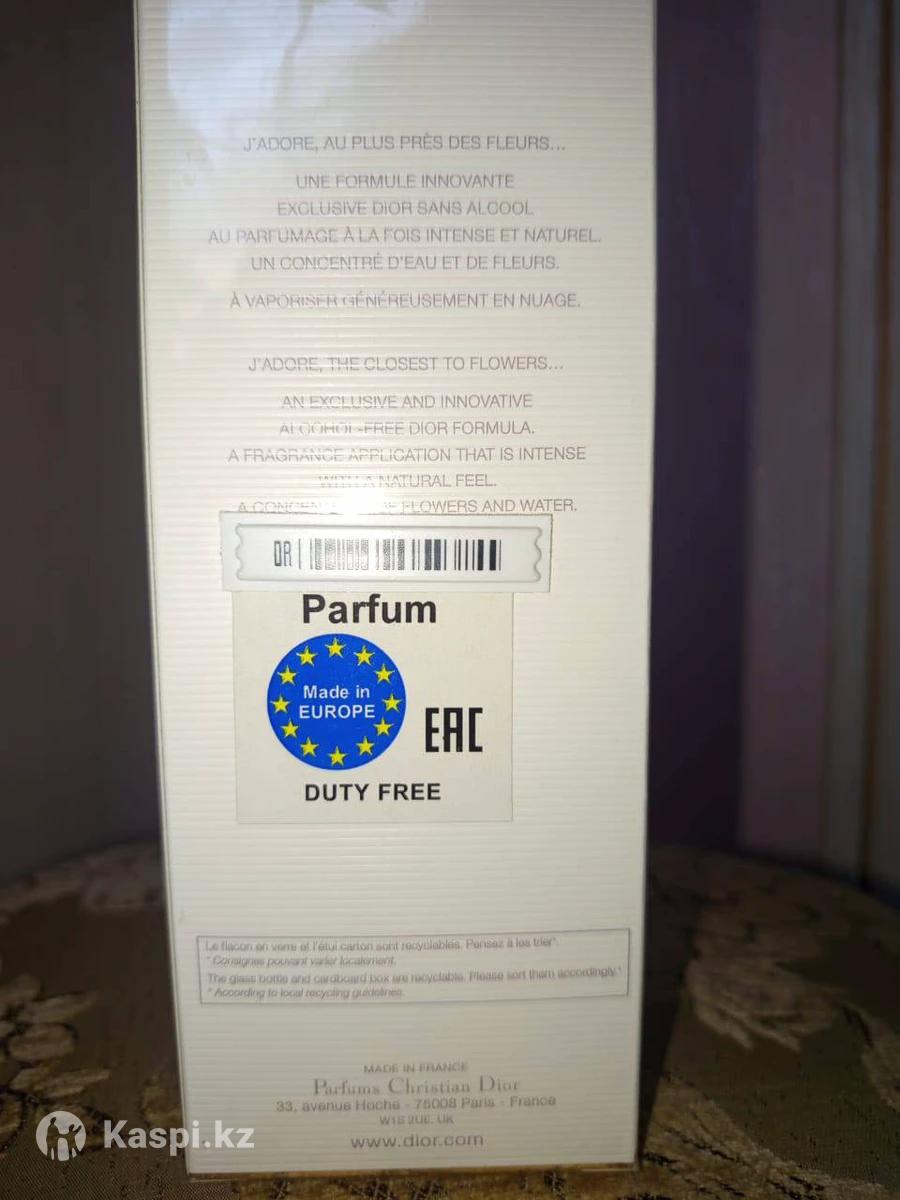 J'ADORE, AU PLUS PRÈS DES FLEURS...
UNE FORMULE INNOVANTE
EXCLUSIVE DIOR SANS ALCOOL
AU PARFUMAGE À LA FOIS INTENSE ET NATUREL.
UN CONCENTRÉ D'EAU ET DE FLEURS.
À VAPORISER GÉNÉREUSEMENT EN NUAGE.
J'ADORE, THE CLOSEST TO FLOWERS...
AN EXCLUSIVE AND INNOVATIVE
ALCOHOL-FREE DIOR FORMULA.
A FRAGRANCE APPLICATION THAT IS INTENSE
WITH A NATURAL FEEL.
A FLOWERS AND WATER.
Parfum
Made in
EUROPE
EAC
DUTY FREE
Le flacon en verre et l'étui carton sont recyclables. Pensez à les trier*.
* Consignes pouvant varier localement.
The glass bottle and cardboard box are recyclable. Please sort them accordingly.*
* According to local recycling guidelines.
MADE IN FRANCE
Parfums Christian Dior
33, avenue Hoche - 75008 Paris - France
W1S 2UE. UK
www.dior.com
Kaspi.kz